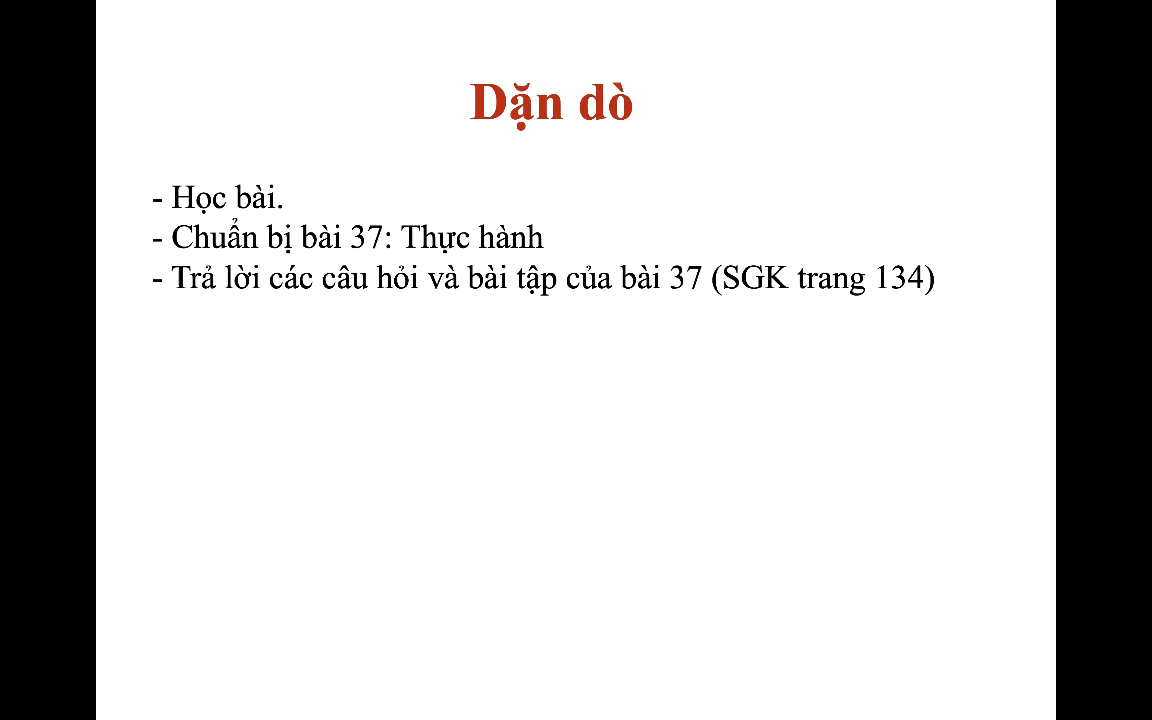 Dặn dò
- Học bài.
- Chuẩn bị bài 37: Thực hành
- Trả lời các câu hỏi và bài tập của bài 37 (SGK trang 134)